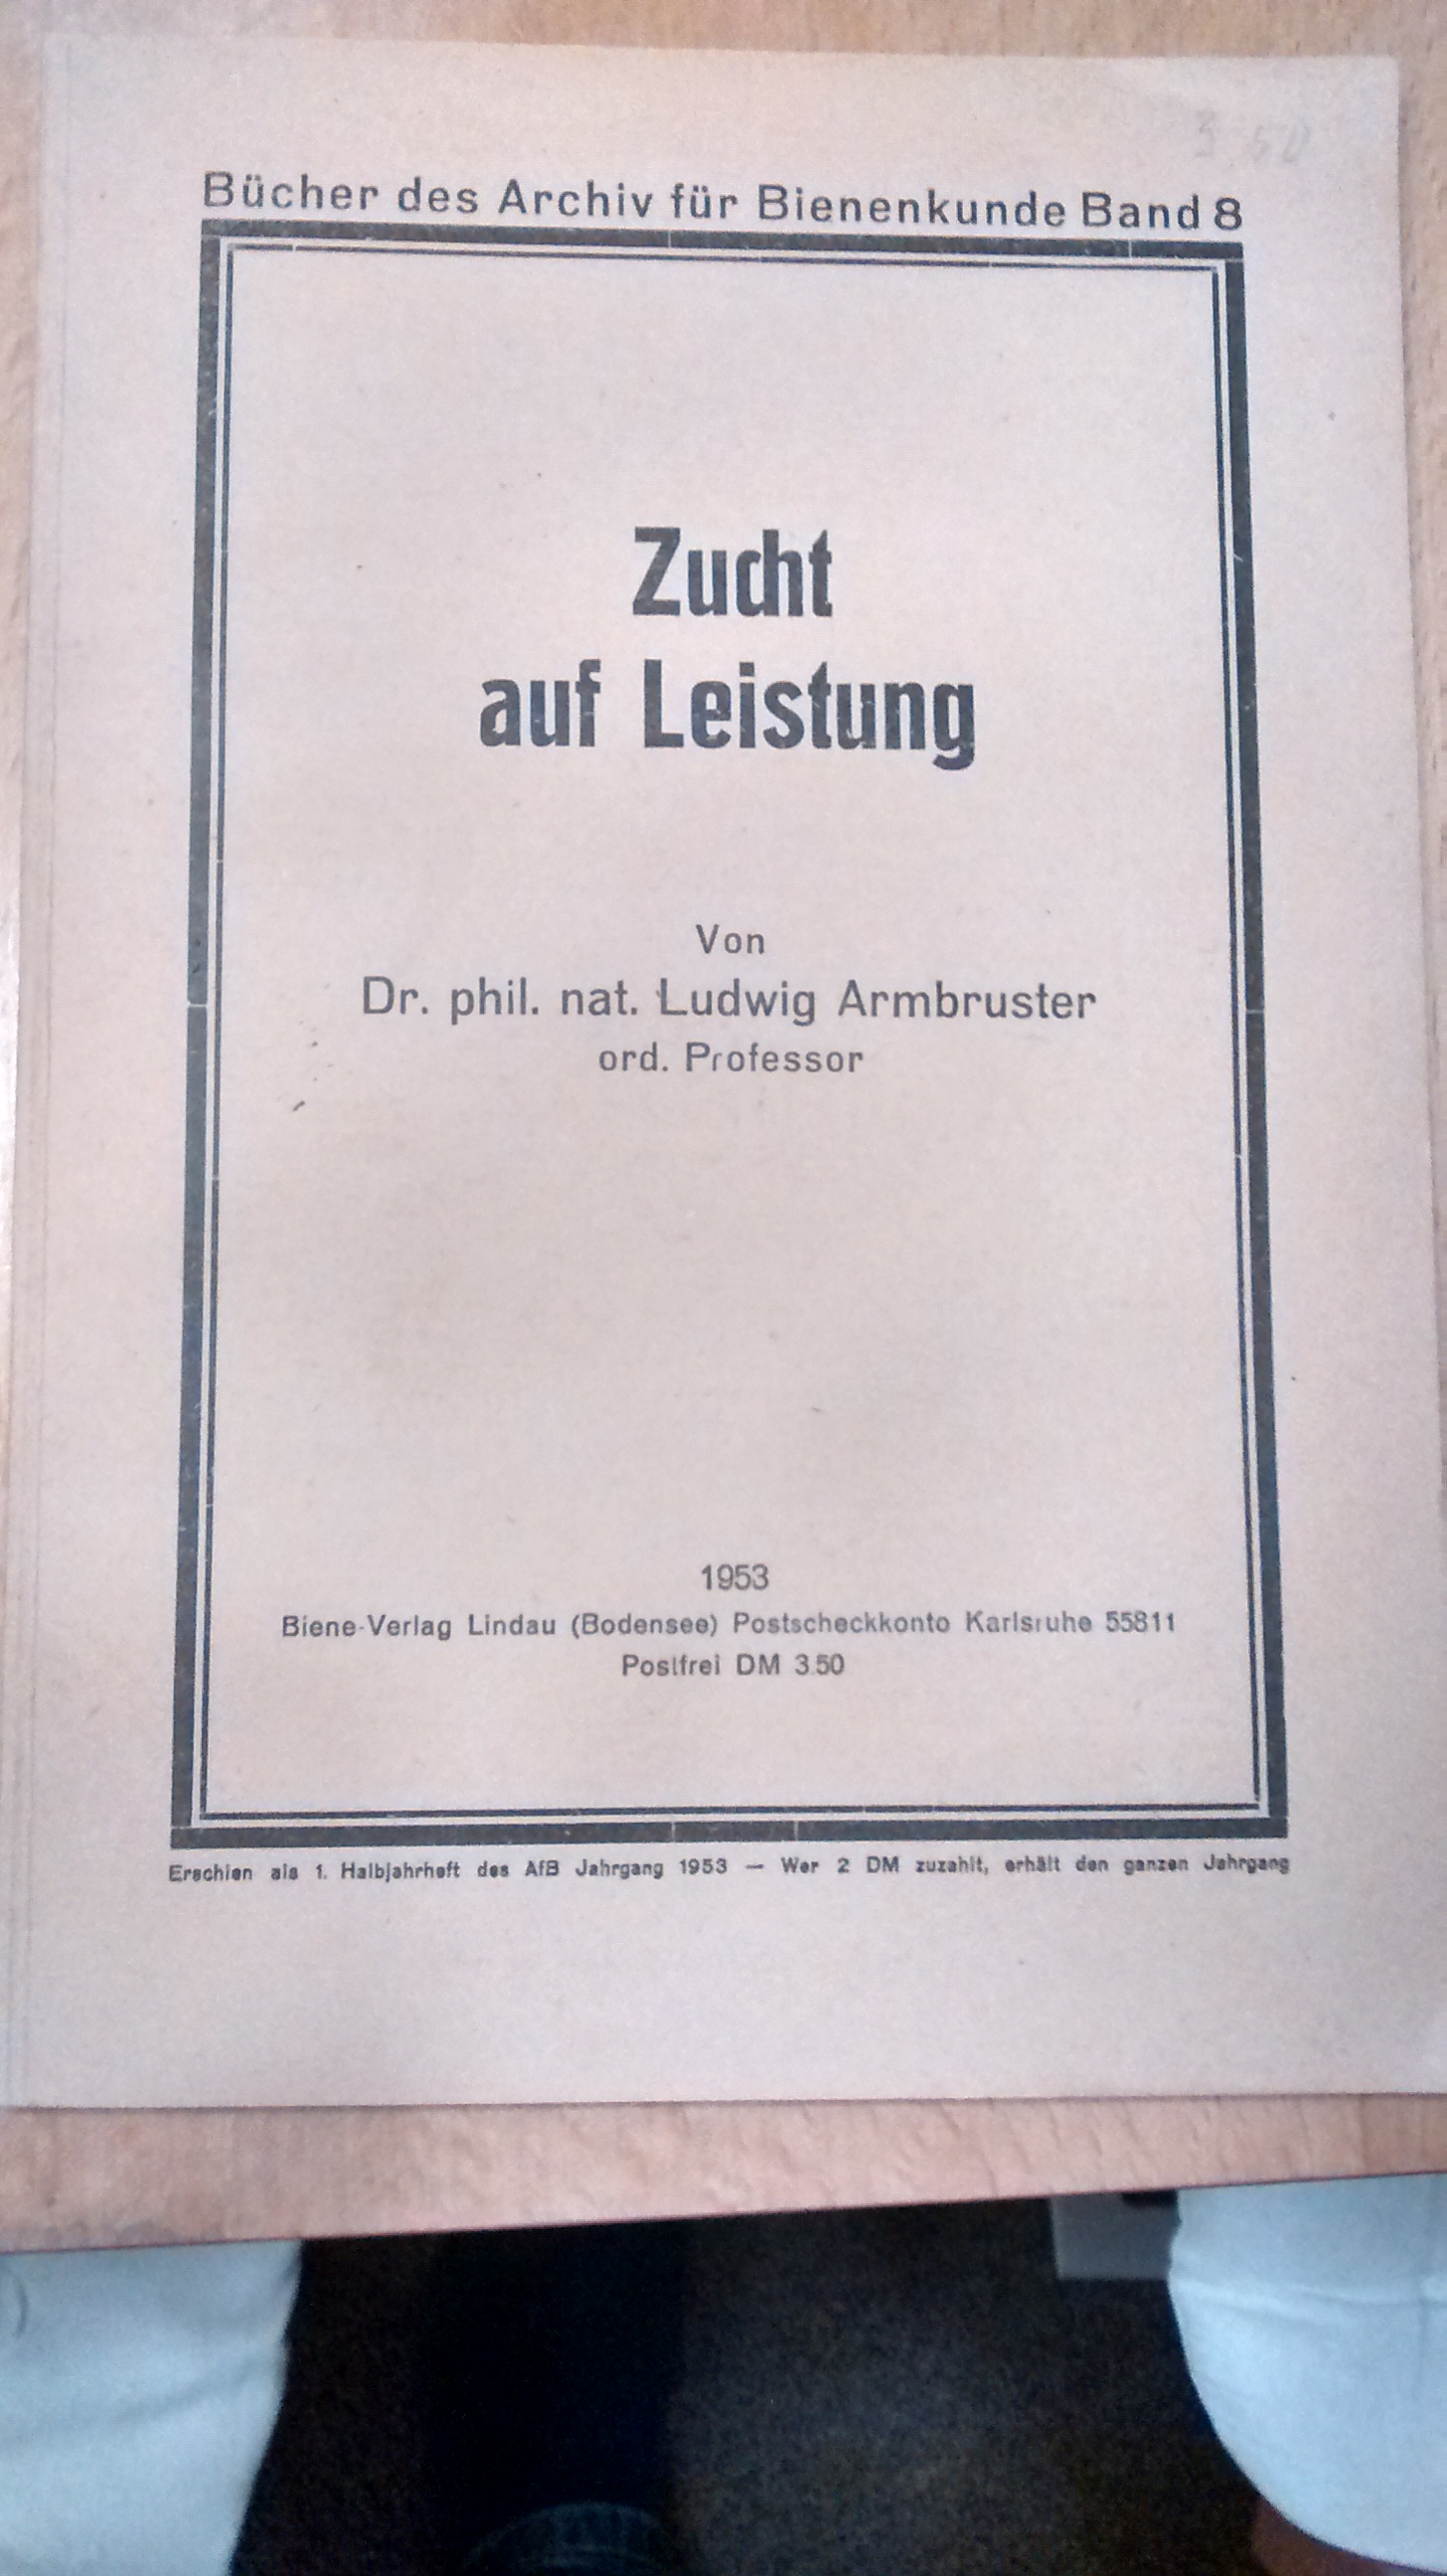 3.50
Bücher des Archiv für Bienenkunde Band 8
Zucht
auf Leistung
Von
Dr. phil. nat. Ludwig Armbruster
ord. Professor
1953
Biene-Verlag Lindau (Bodensee) Postscheckkonto Karlsruhe 55811
Postfrei DM 3.50
Erschien als 1. Halbjahrheft des AfB Jahrgang 1953 — Wer 2 DM zuzahlt, erhält den ganzen Jahrgang